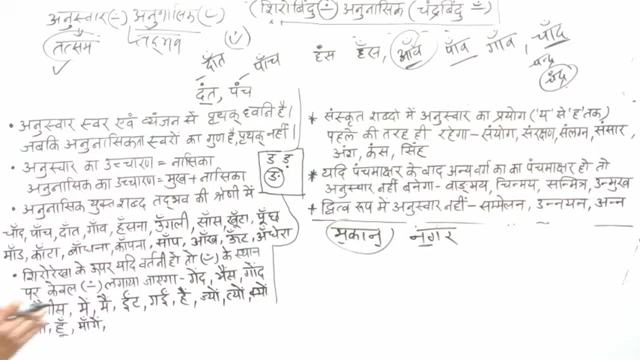 अनुस्वार (ं) अनुनासिक (ँ) (शिरोबिंदु (ं) अनुनासिक (चंद्रबिंदु ँ)
तत्सम तद्भव (ँ) हंस हँस, आँव पाँव गाँव, चाँद
दाँत पाँच
दंत, पंच
• अनुस्वार स्वर एवं व्यंजन से पृथक् ध्वनि है।
जबकि अनुनासिकता स्वरों का गुण है, पृथक् नहीं।
• अनुस्वार का उच्चारण = नासिका
अनुनासिक का उच्चारण = मुख + नासिका
• अनुनासिक युक्त शब्द तद्भव की श्रेणी में
चाँद, पाँच, दाँत, गाँव, हँसना, उँगली, साँस, खूँटा, पूँछ
माँड, काँटा, बाँधना, काँपना, साँप, आँख, ऊँट, अँधेरा
• शिरोरेखा के ऊपर यदि वर्तनी हो तो (ँ) के स्थान
पर केवल (ं) लगाया जाएगा - गेंद, भैंस, गोंद
में, मैं, ईंट, गईं, हैं, ज्यों, त्यों, क्यों
हूँ, माँगें,
ड ड़
ङ
* संस्कृत शब्दों में अनुस्वार का प्रयोग ('य' से 'ह' तक)
पहले की तरह ही रहेगा - संयोग, संरक्षण, संलग्न, संसार
अंश, कंस, सिंह
* यदि पंचमाक्षर के बाद अन्य वर्ग का का पंचमाक्षर हो तो
अनुस्वार नहीं बनेगा - वाङ्मय, चिन्मय, सन्मित्र, उन्मुख
* द्वित्व रूप में अनुस्वार नहीं - सम्मेलन, उन्नयन, अन्न
मकान नगर